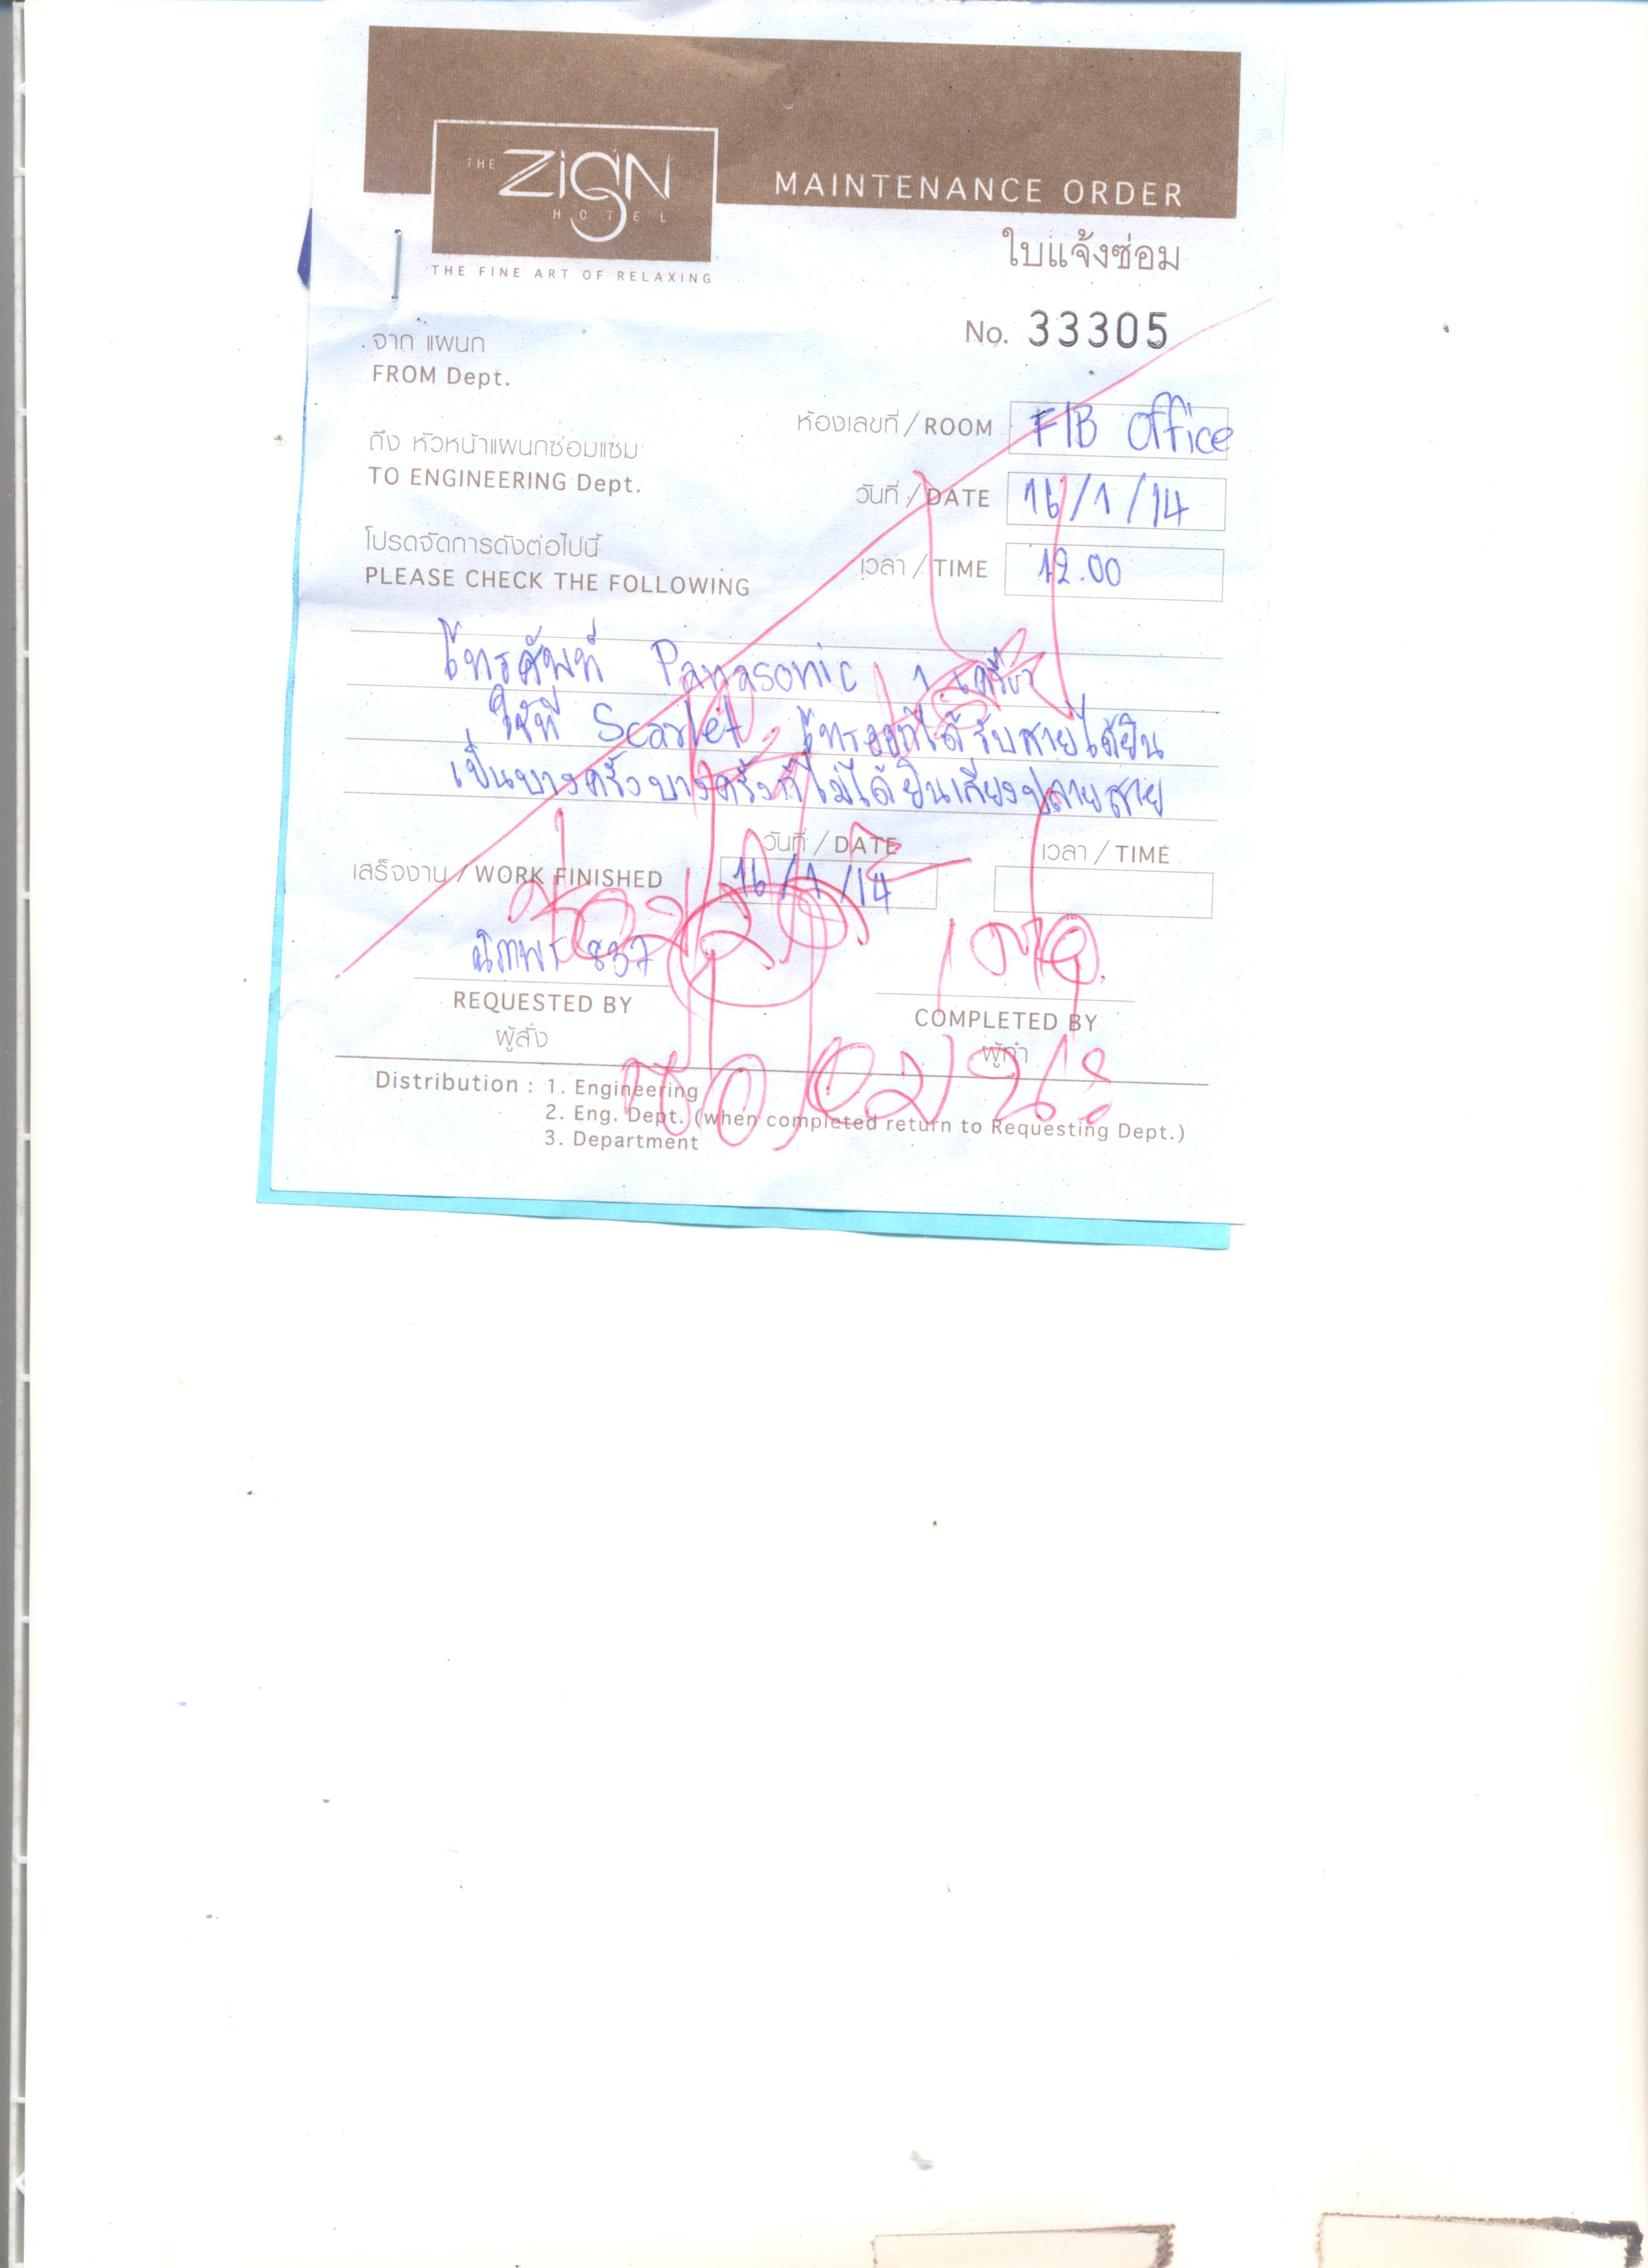 THE ZIGN
HOTEL
THE FINE ART OF RELAXING
MAINTENANCE ORDER
ใบแจ้งซ่อม
No. 33305
จาก แผนก
FROM Dept.
ห้องเลขที่ / ROOM F/B office
ถึง หัวหน้าแผนกซ่อมแซม
TO ENGINEERING Dept.
วันที่ / DATE 16/1/14
โปรดจัดการดังต่อไปนี้
PLEASE CHECK THE FOLLOWING
เวลา / TIME 12.00
โทรศัพท์ Panasonic 1 เครื่อง
ใช้ที่ Scarlet โทรออกได้ รับสายได้ยิน
เป็นบางครั้ง บางครั้งก็ไม่ได้ยินเสียงปลายสาย
วันที่ / DATE
เวลา / TIME
เสร็จงาน / WORK FINISHED 16/1/14
837
REQUESTED BY
ผู้สั่ง
COMPLETED BY
ผู้ทำ
Distribution : 1. Engineering
2. Eng. Dept. (when completed return to Requesting Dept.)
3. Department